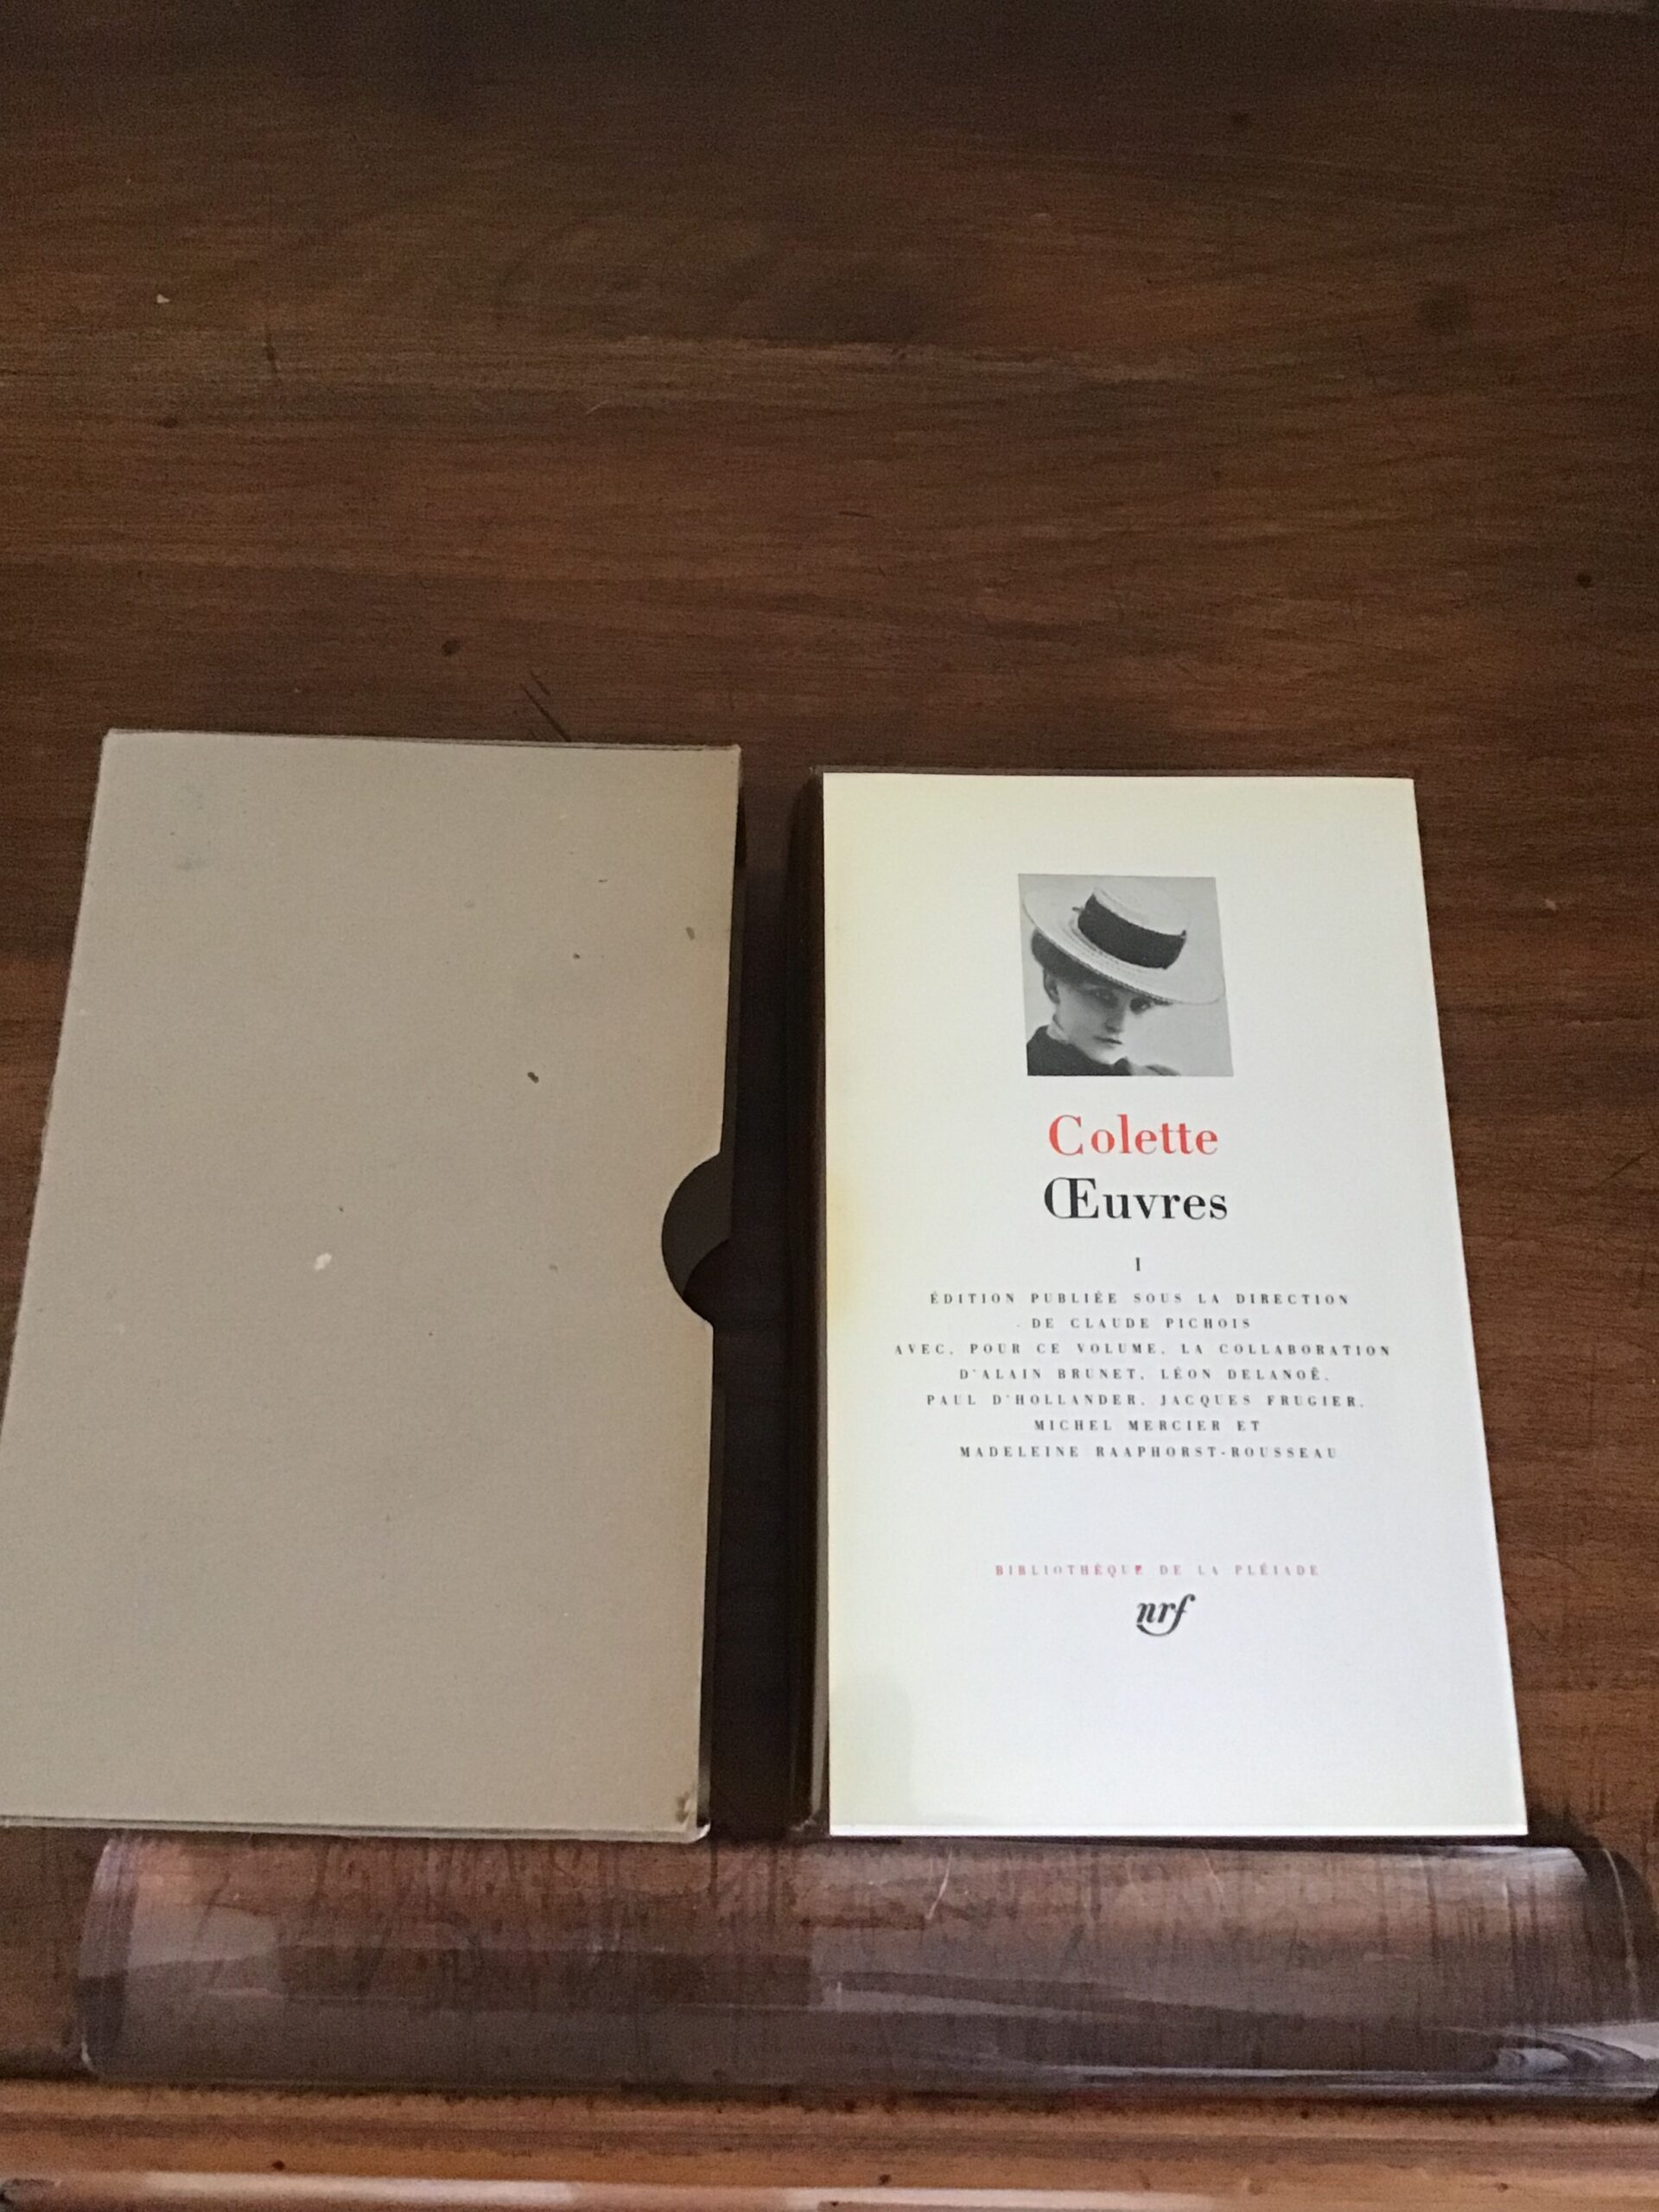 Colette
Œuvres
I
ÉDITION PUBLIÉE SOUS LA DIRECTION
DE CLAUDE PICHOIS
AVEC, POUR CE VOLUME, LA COLLABORATION
D'ALAIN BRUNET, LÉON DELANOË,
PAUL D'HOLLANDER, JACQUES FRUGIER,
MICHEL MERCIER ET
MADELEINE RAAPHORST-ROUSSEAU
BIBLIOTHÈQUE DE LA PLÉIADE
nrf